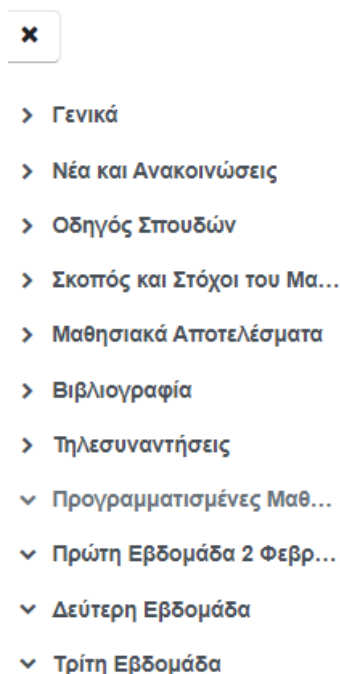 Γενικά
Νέα και Ανακοινώσεις
Οδηγός Σπουδών
Σκοπός και Στόχοι του Μα...
Μαθησιακά Αποτελέσματα
Βιβλιογραφία
Τηλεσυναντήσεις
Προγραμματισμένες Μαθ...
Πρώτη Εβδομάδα 2 Φεβρ...
Δεύτερη Εβδομάδα
Τρίτη Εβδομάδα